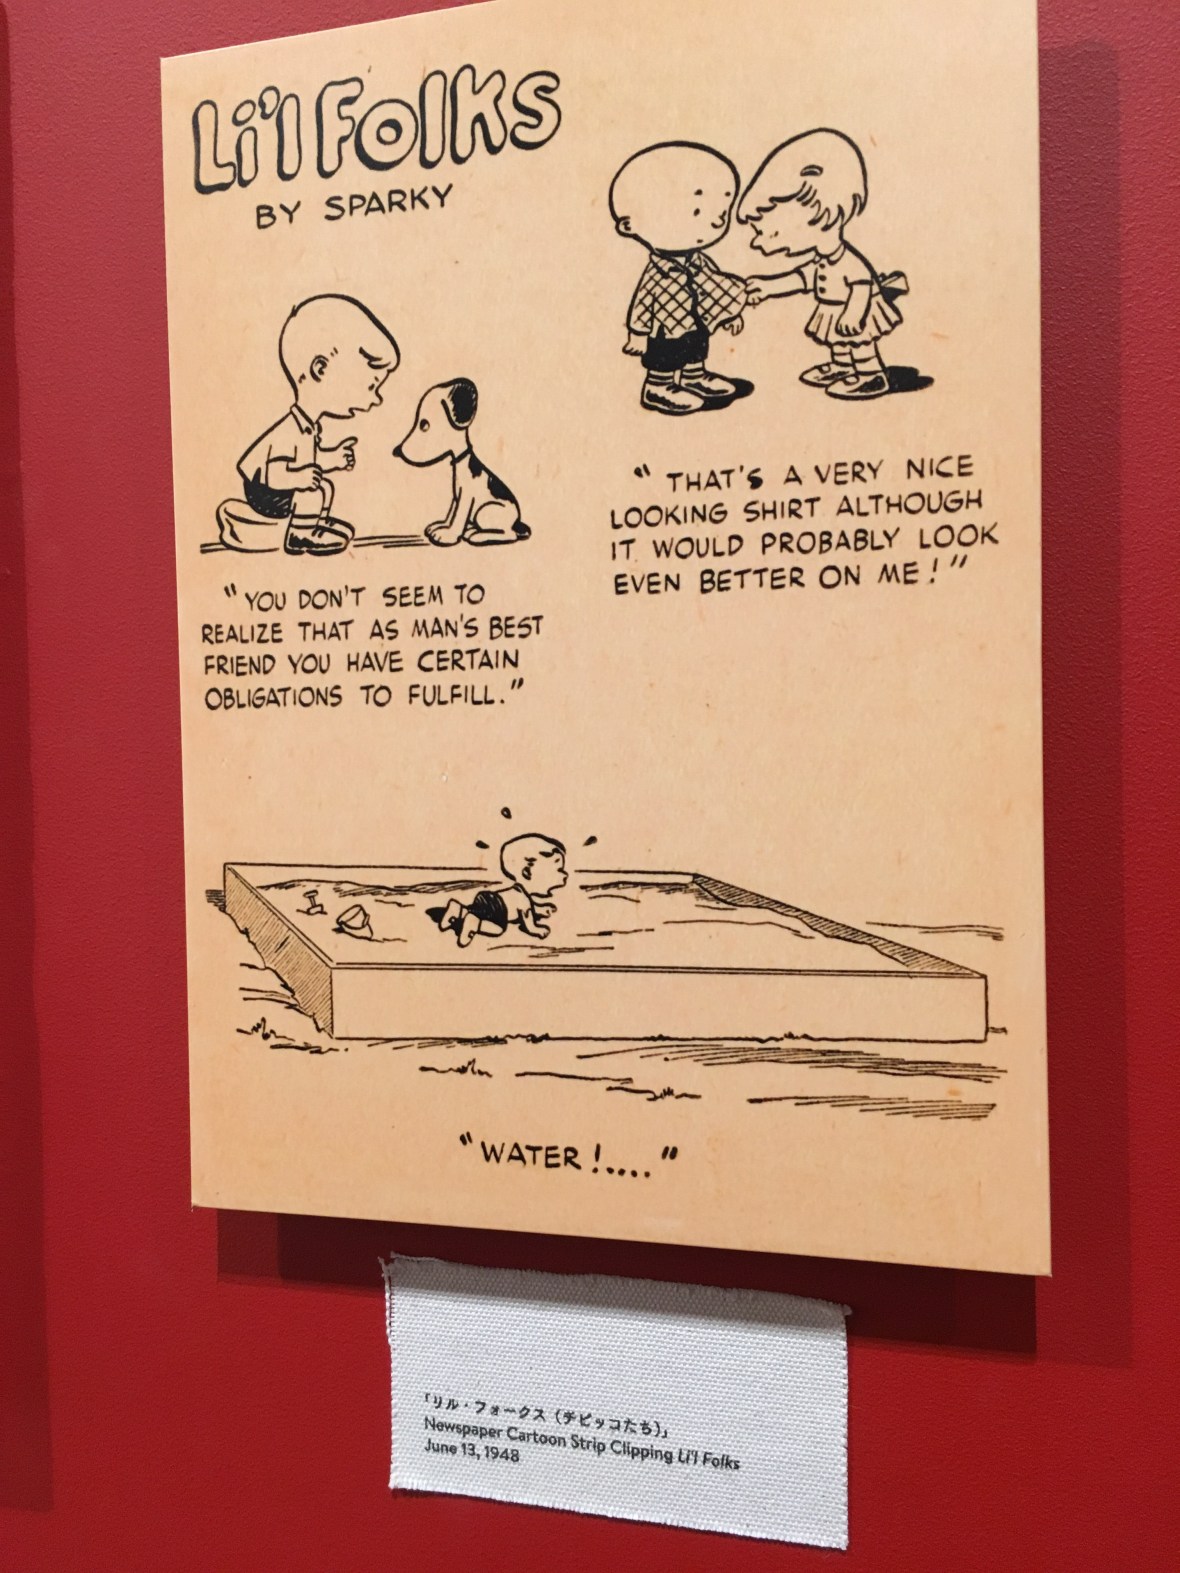 Li'l Folks
BY SPARKY
"YOU DON'T SEEM TO
REALIZE THAT AS MAN'S BEST
FRIEND YOU HAVE CERTAIN
OBLIGATIONS TO FULFILL."
"THAT'S A VERY NICE
LOOKING SHIRT ALTHOUGH
IT WOULD PROBABLY LOOK
EVEN BETTER ON ME!"
"WATER!...."
「リル・フォークス（チビッコたち）」
Newspaper Cartoon Strip Clipping Li'l Folks
June 13, 1948